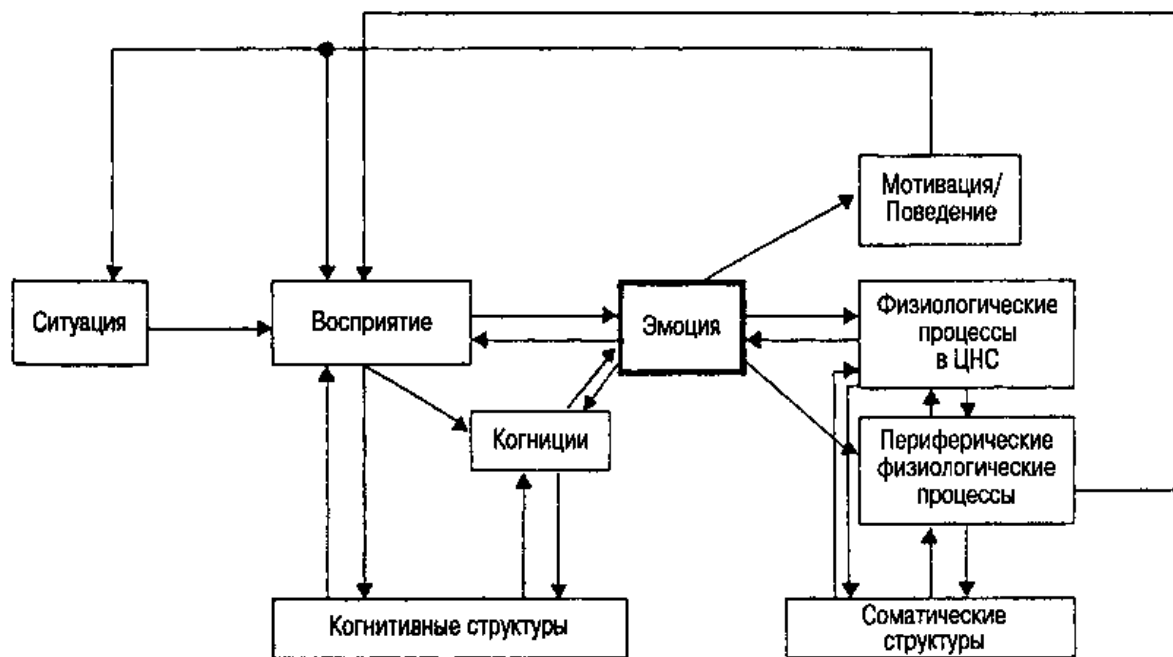 Мотивация/
Поведение
Ситуация
Восприятие
Эмоция
Физиологические
процессы
в ЦНС
Когниции
Периферические
физиологические
процессы
Когнитивные структуры
Соматические
структуры